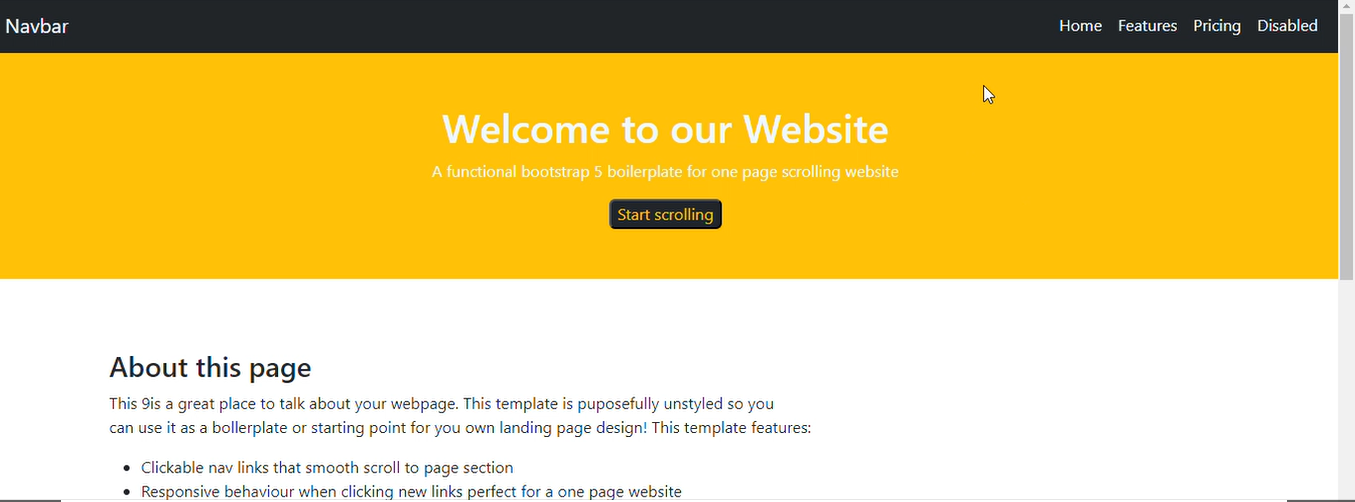 Navbar
Home Features Pricing Disabled
Welcome to our Website
A functional bootstrap 5 boilerplate for one page scrolling website
Start scrolling
About this page
This 9is a great place to talk about your webpage. This template is puposefully unstyled so you
can use it as a bollerplate or starting point for you own landing page design! This template features:
• Clickable nav links that smooth scroll to page section
• Responsive behaviour when clicking new links perfect for a one page website